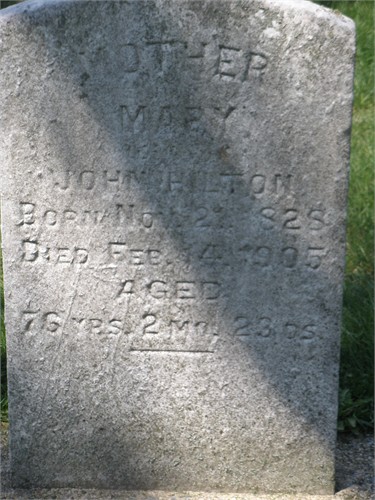 MOTHER
MARY
JOHN HILTON
BORN NOV. 21, 1828
DIED FEB. 14, 1905
AGED
76 YRS. 2 MO. 23 DS